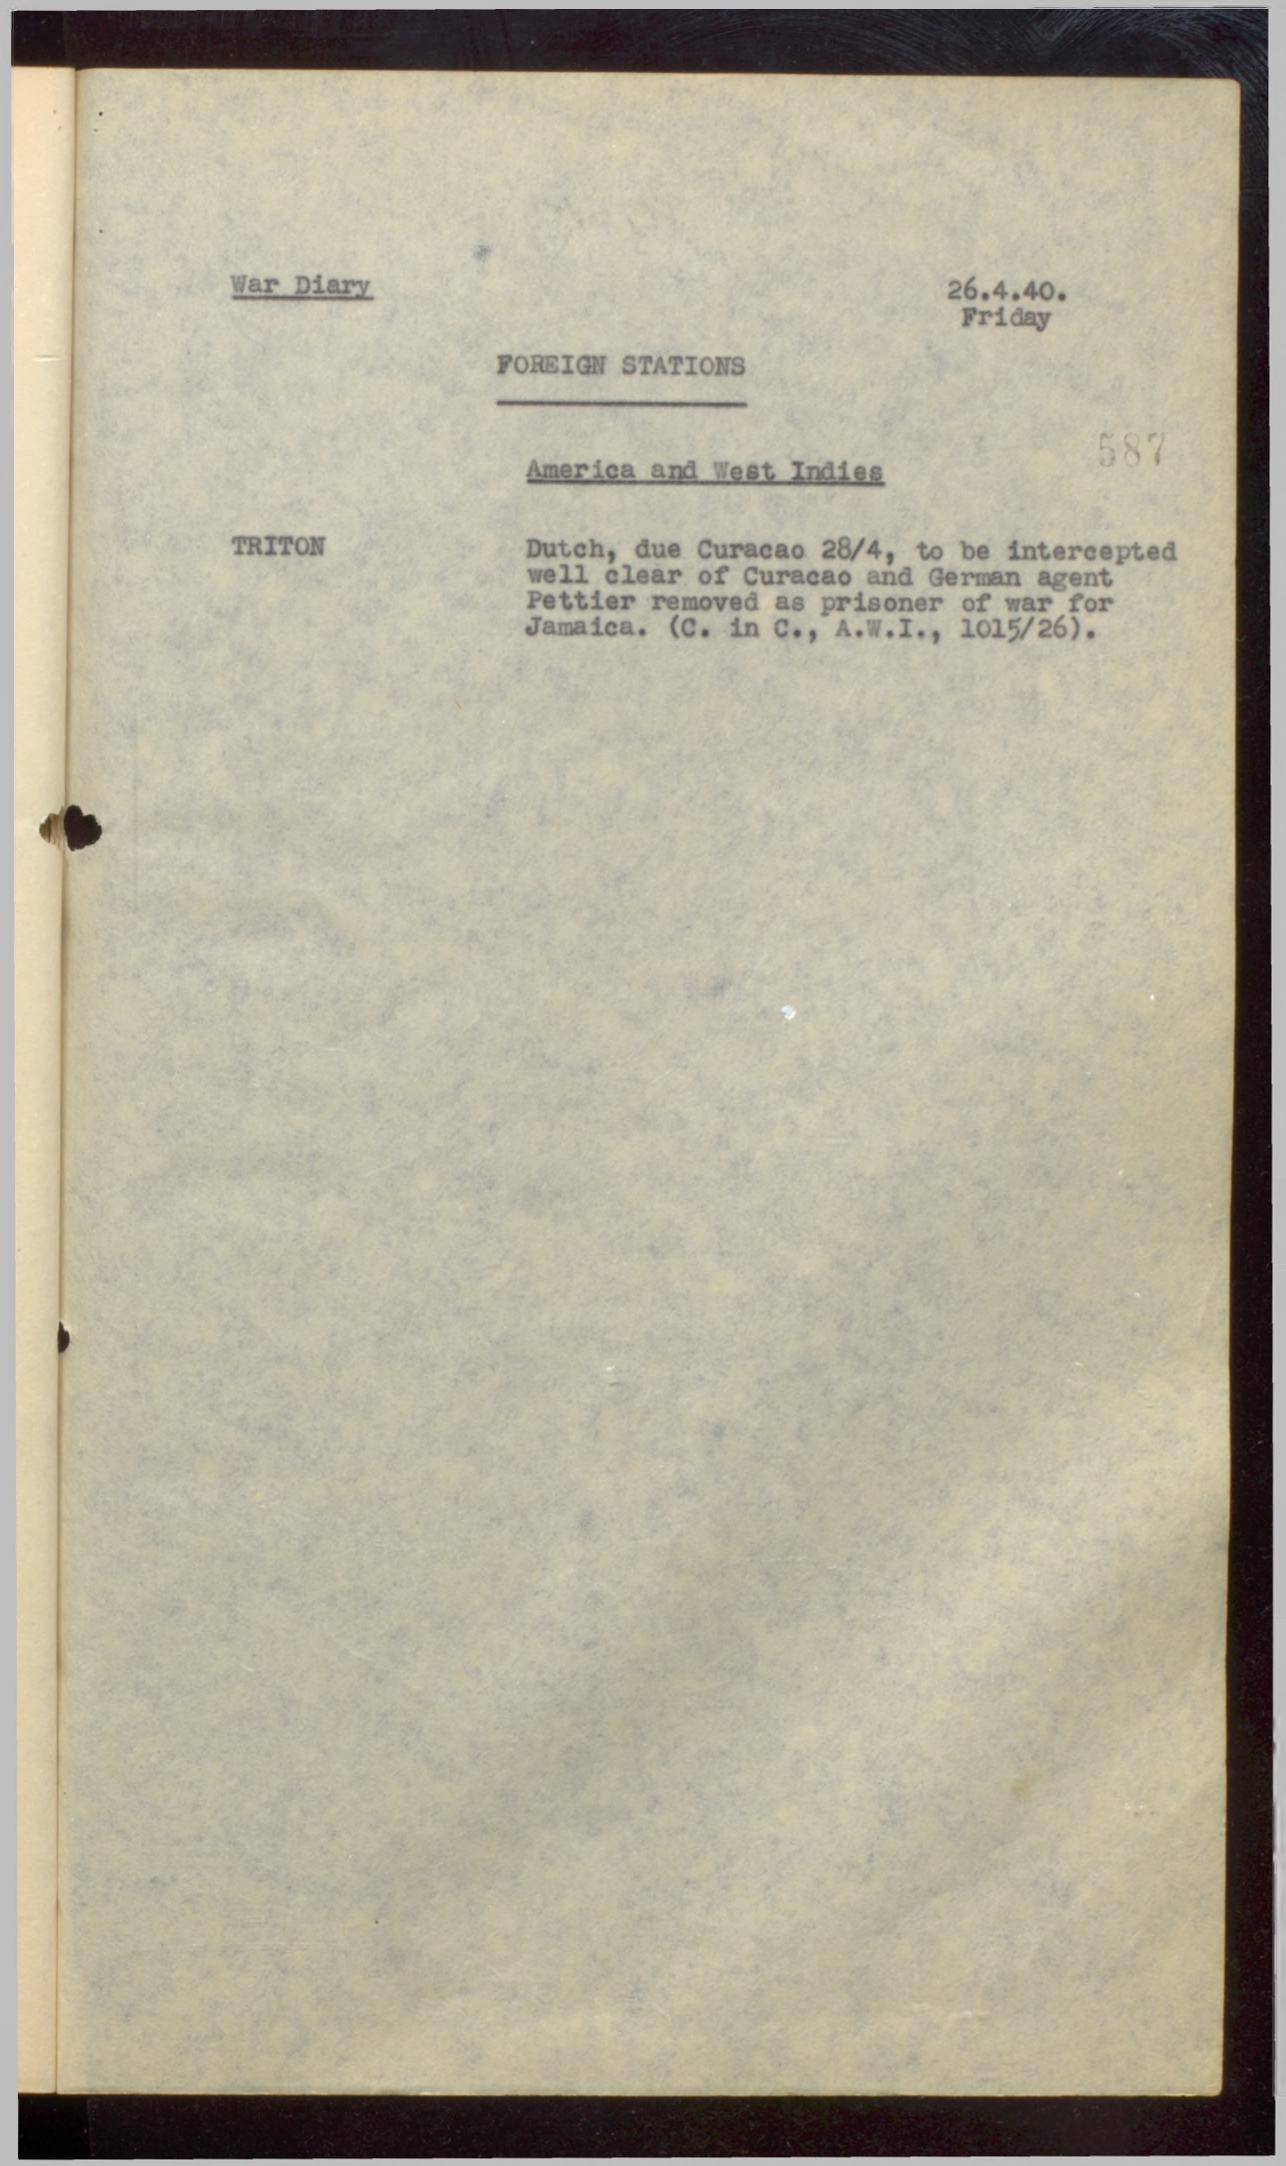 War Diary
26.4.40.
Friday
FOREIGN STATIONS
587
America and West Indies
TRITON
Dutch, due Curacao 28/4, to be intercepted
well clear of Curacao and German agent
Pettier removed as prisoner of war for
Jamaica. (C. in C., A.W.I., 1015/26).